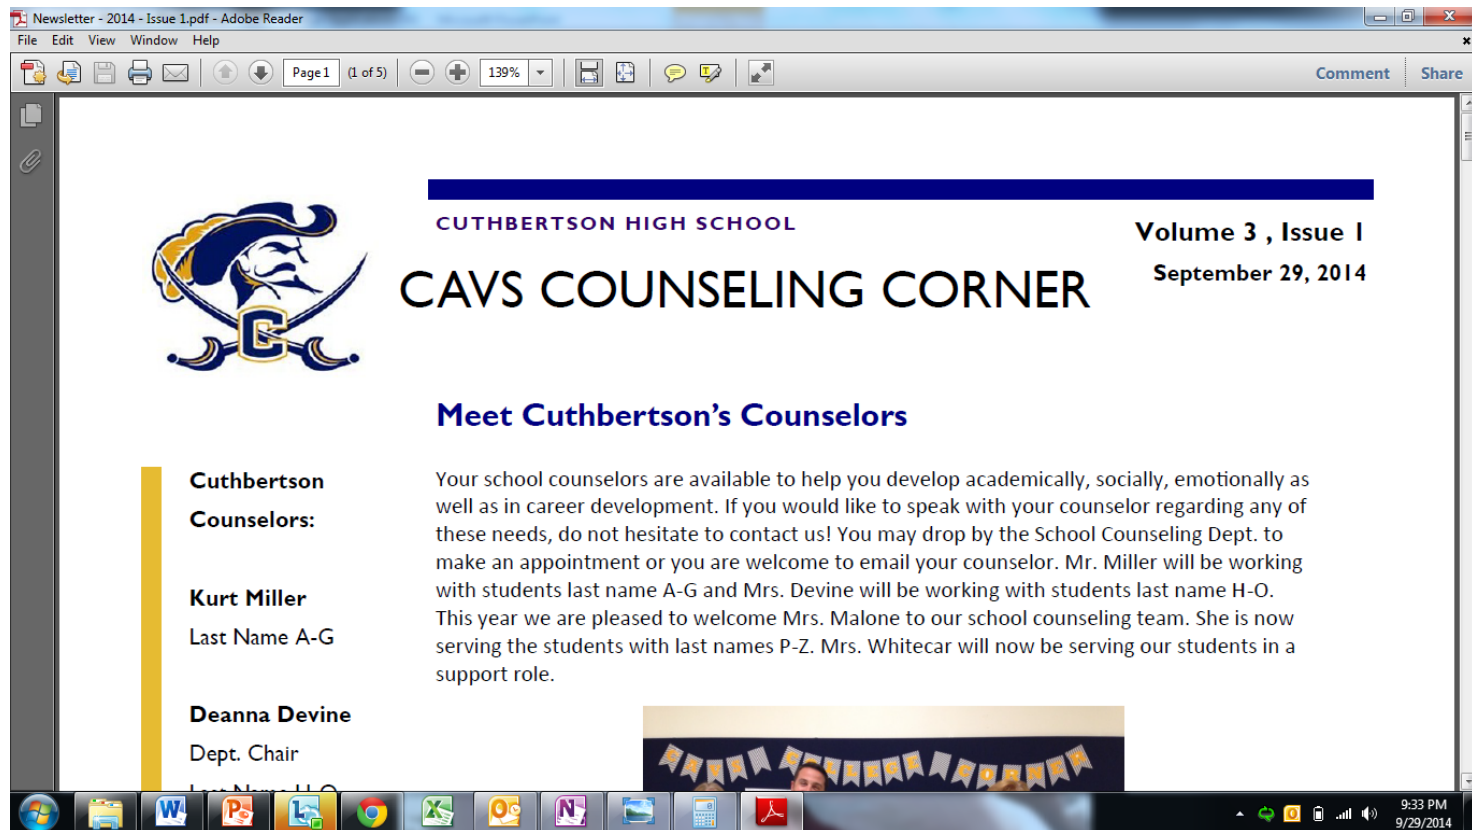 Newsletter - 2014 - Issue 1.pdf - Adobe Reader
File Edit View Window Help
Page 1 (1 of 5) 139% Comment Share
CUTHBERTSON HIGH SCHOOL
Volume 3 , Issue 1
CAVS COUNSELING CORNER
September 29, 2014
C
Meet Cuthbertson's Counselors
Cuthbertson
Counselors:
Kurt Miller
Last Name A-G
Deanna Devine
Dept. Chair
Last Name H-O
Your school counselors are available to help you develop academically, socially, emotionally as
well as in career development. If you would like to speak with your counselor regarding any of
these needs, do not hesitate to contact us! You may drop by the School Counseling Dept. to
make an appointment or you are welcome to email your counselor. Mr. Miller will be working
with students last name A-G and Mrs. Devine will be working with students last name H-O.
This year we are pleased to welcome Mrs. Malone to our school counseling team. She is now
serving the students with last names P-Z. Mrs. Whitecar will now be serving our students in a
support role.
CAVS COLLEGE CORNER
9:33 PM
9/29/2014